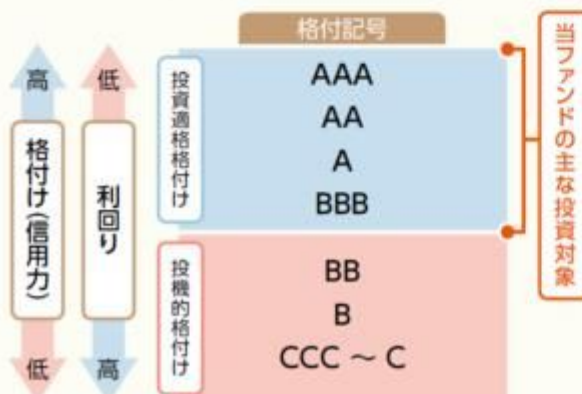 格付記号
高
低
格付け(信用力)
利回り
低
高
投資適格格付け
AAA
AA
A
BBB
投機的格付け
BB
B
CCC ～ C
当ファンドの主な投資対象